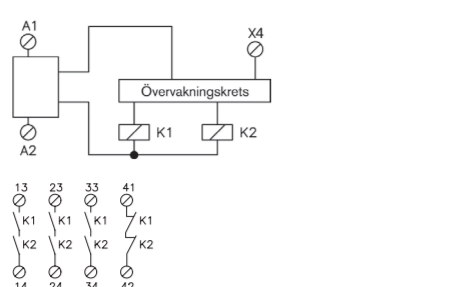 A1
X4
Övervakningskrets
K1 K2
A2
13 23 33 41
K1 K1 K1 K1
K2 K2 K2 K2
14 24 34 42